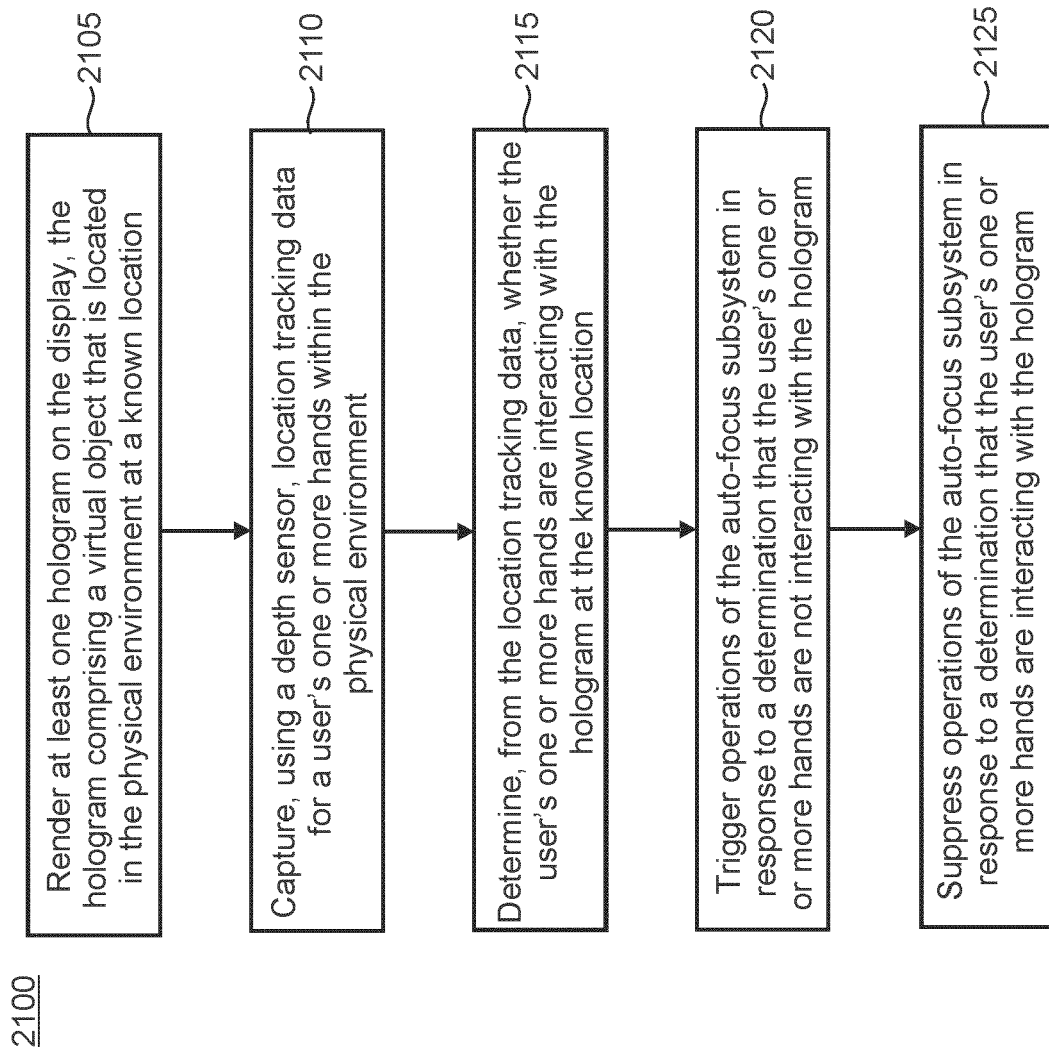 2100
Render at least one hologram on the display, the
hologram comprising a virtual object that is located
in the physical environment at a known location
2105
Capture, using a depth sensor, location tracking data
for a user's one or more hands within the
physical environment
2110
Determine, from the location tracking data, whether the
user's one or more hands are interacting with the
hologram at the known location
2115
Trigger operations of the auto-focus subsystem in
response to a determination that the user's one or
or more hands are not interacting with the hologram
2120
Suppress operations of the auto-focus subsystem in
response to a determination that the user's one or
more hands are interacting with the hologram
2125